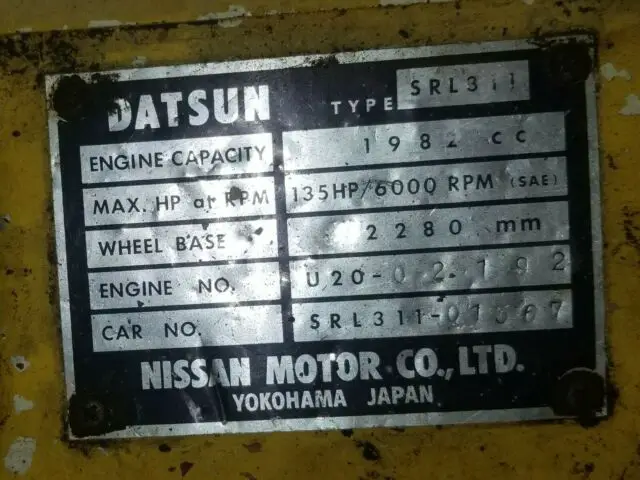 DATSUN TYPE SRL311
ENGINE CAPACITY 1982 cc
MAX. HP at RPM 135HP/6000 RPM (SAE)
WHEEL BASE 2280 mm
ENGINE NO. U20-02192
CAR NO.
NISSAN MOTOR CO., LTD.
YOKOHAMA JAPAN